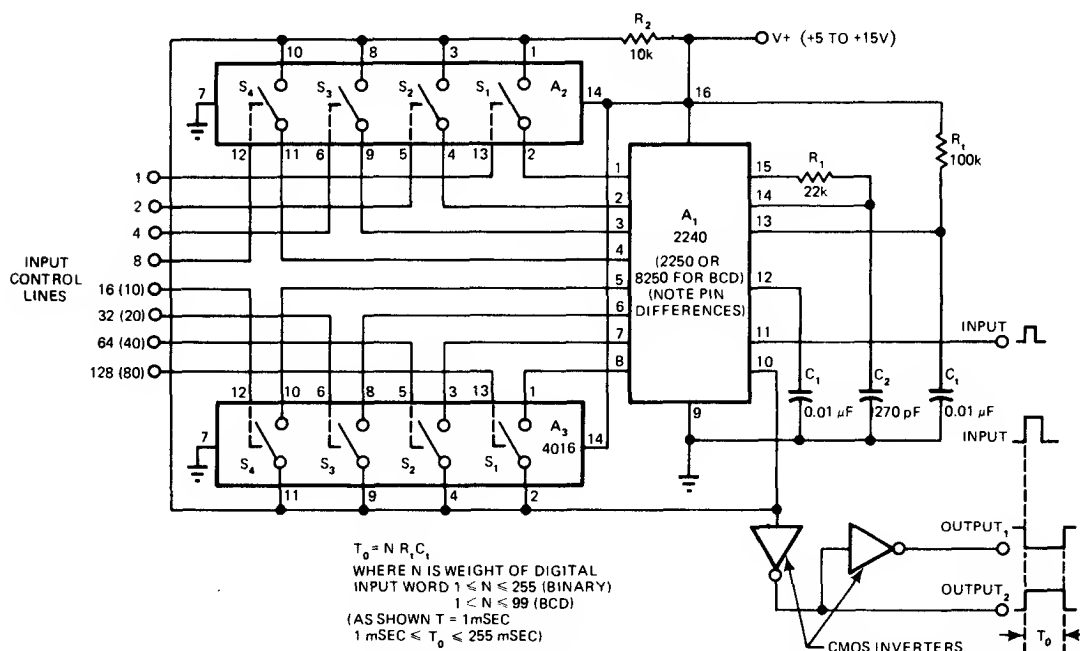 R2
10k
V+ (+5 TO +15V)
10 8 3 1
7 S4 S3 S2 S1 A2 14 16
12 11 6 9 5 4 13 2
Rt
100k
1
2
4
8
INPUT
CONTROL
LINES
16 (10)
32 (20)
64 (40)
128 (80)
1
2
3
4
5
6
7
8
A1
2240
(2250 OR
8250 FOR BCD)
(NOTE PIN
DIFFERENCES)
15
14
13
12
11
10
9
R1
22k
INPUT
C1
0.01 μF
C2
270 pF
Ct
0.01 μF
INPUT
12 10 6 8 5 3 13 1
7 S4 S3 S2 S1 A3
4016
14
11 9 4 2
T0 = N RtCt
WHERE N IS WEIGHT OF DIGITAL
INPUT WORD 1 ≤ N ≤ 255 (BINARY)
1 < N ≤ 99 (BCD)
(AS SHOWN T = 1mSEC
1 mSEC ≤ T0 ≤ 255 mSEC)
OUTPUT1
OUTPUT2
CMOS INVERTERS
T0